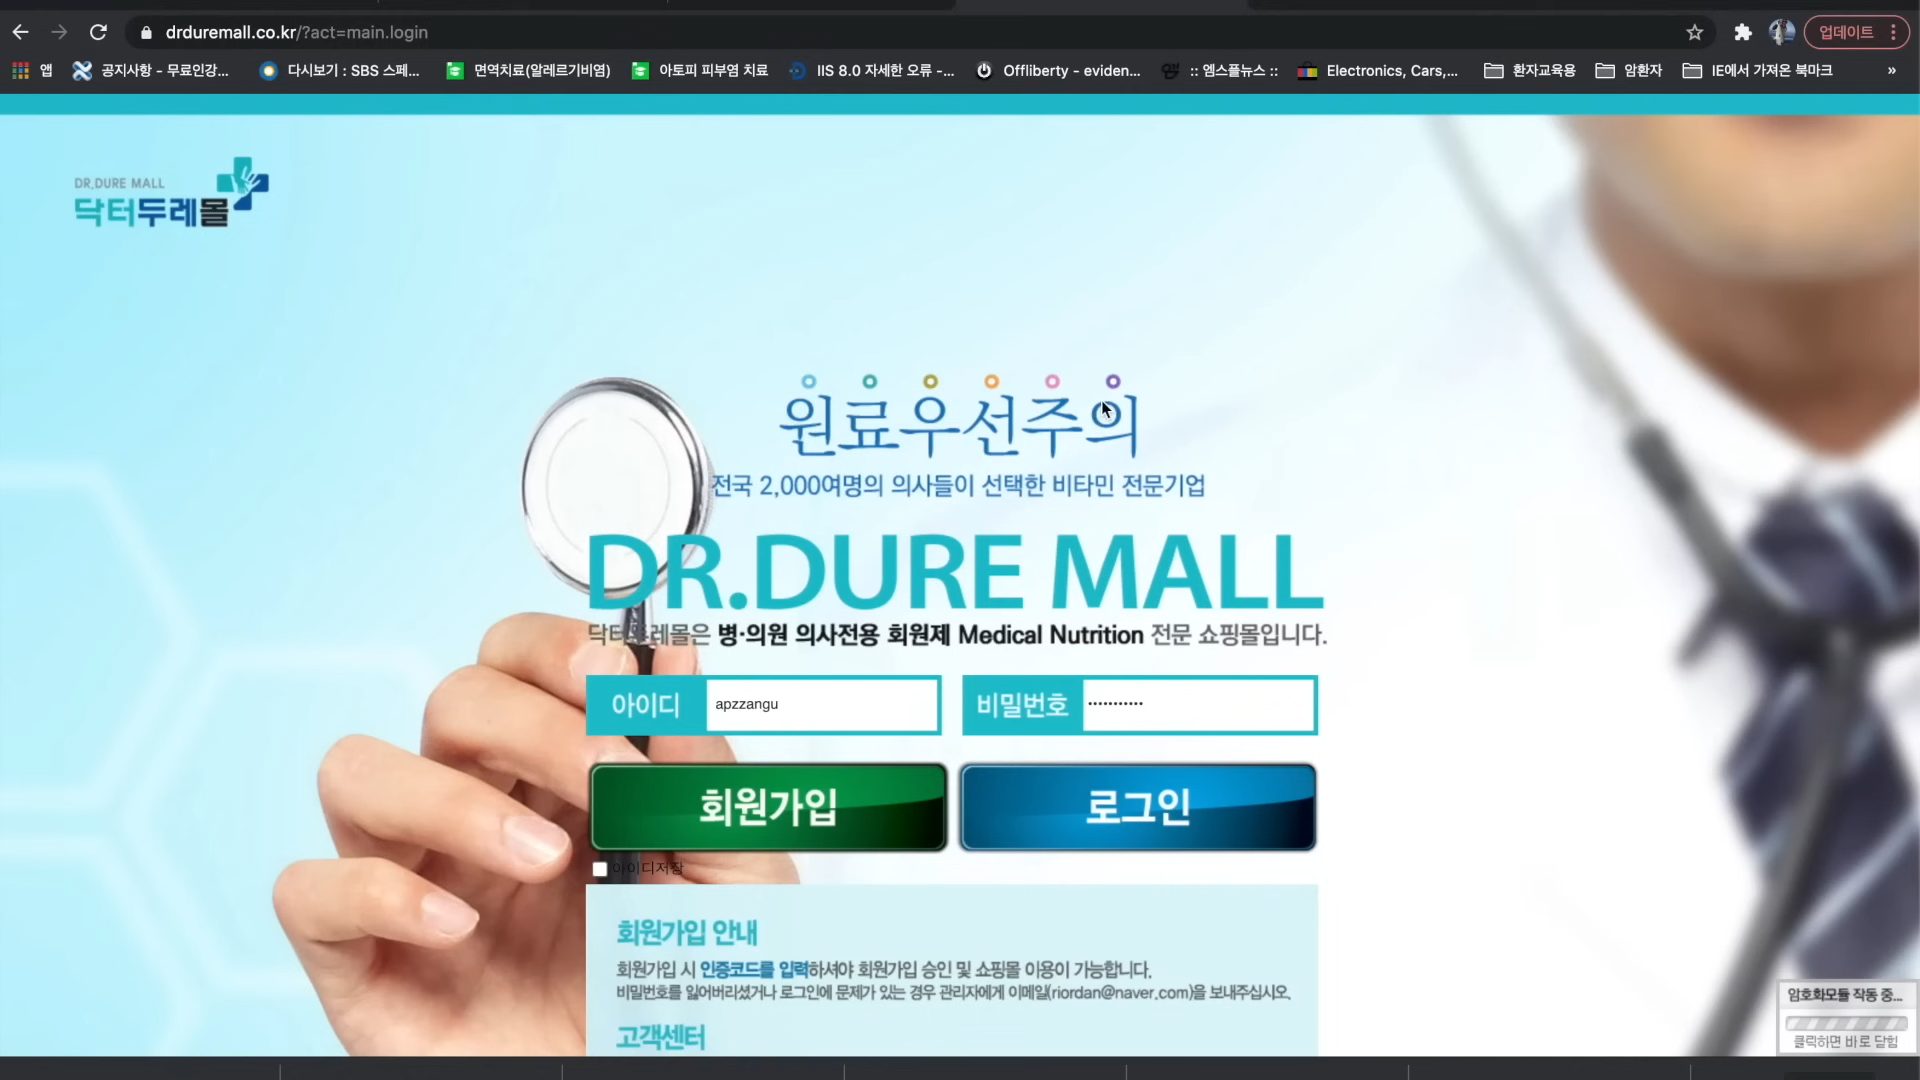 drduremall.co.kr/?act=main.login
업데이트
앱 공지사항 - 무료인강... 다시보기 : SBS 스페... 면역치료(알레르기비염) 아토피 피부염 치료 IIS 8.0 자세한 오류 -... Offliberty - eviden... :: 엠스플뉴스 :: Electronics, Cars,... 환자교육용 암환자 IE에서 가져온 북마크 »
DR.DURE MALL
닥터두레몰
원료우선주의
전국 2,000여명의 의사들이 선택한 비타민 전문기업
DR.DURE MALL
닥터두레몰은 병·의원 의사전용 회원제 Medical Nutrition 전문 쇼핑몰입니다.
아이디 apzzangu 비밀번호 •••••••••••
회원가입 로그인
아이디저장
회원가입 안내
회원가입 시 인증코드를 입력하셔야 회원가입 승인 및 쇼핑몰 이용이 가능합니다.
비밀번호를 잃어버리셨거나 로그인에 문제가 있는 경우 관리자에게 이메일(riordan@naver.com)을 보내주십시오.
고객센터
암호화모듈 작동 중...
클릭하면 바로 닫힘